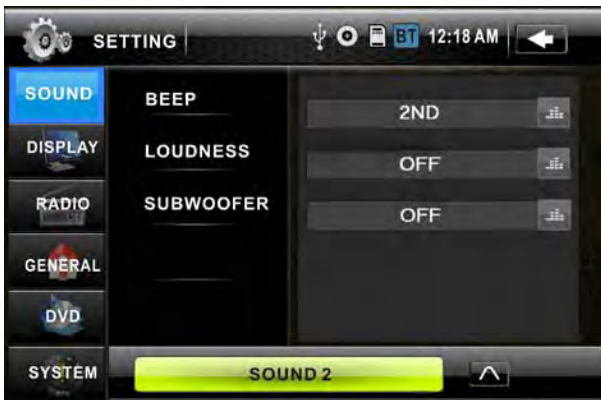 SETTING BT 12:18 AM
SOUND
BEEP 2ND
DISPLAY
LOUDNESS OFF
RADIO
SUBWOOFER OFF
GENERAL
DVD
SYSTEM
SOUND 2